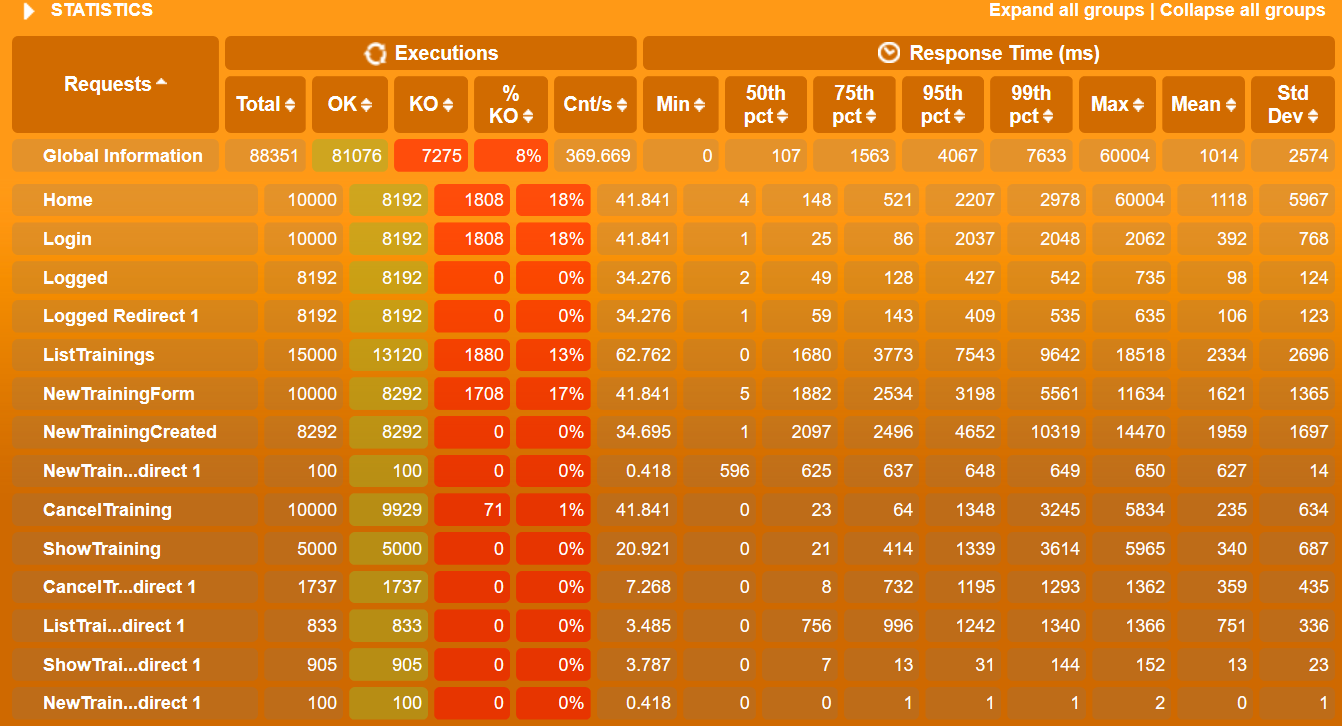 STATISTICS Expand all groups | Collapse all groups
Requests Executions Response Time (ms)
Total OK KO % KO Cnt/s Min 50th pct 75th pct 95th pct 99th pct Max Mean Std Dev
Global Information 88351 81076 7275 8% 369.669 0 107 1563 4067 7633 60004 1014 2574
Home 10000 8192 1808 18% 41.841 4 148 521 2207 2978 60004 1118 5967
Login 10000 8192 1808 18% 41.841 1 25 86 2037 2048 2062 392 768
Logged 8192 8192 0 0% 34.276 2 49 128 427 542 735 98 124
Logged Redirect 1 8192 8192 0 0% 34.276 1 59 143 409 535 635 106 123
ListTrainings 15000 13120 1880 13% 62.762 0 1680 3773 7543 9642 18518 2334 2696
NewTrainingForm 10000 8292 1708 17% 41.841 5 1882 2534 3198 5561 11634 1621 1365
NewTrainingCreated 8292 8292 0 0% 34.695 1 2097 2496 4652 10319 14470 1959 1697
NewTrain...direct 1 100 100 0 0% 0.418 596 625 637 648 649 650 627 14
CancelTraining 10000 9929 71 1% 41.841 0 23 64 1348 3245 5834 235 634
ShowTraining 5000 5000 0 0% 20.921 0 21 414 1339 3614 5965 340 687
CancelTr...direct 1 1737 1737 0 0% 7.268 0 8 732 1195 1293 1362 359 435
ListTrai...direct 1 833 833 0 0% 3.485 0 756 996 1242 1340 1366 751 336
ShowTrai...direct 1 905 905 0 0% 3.787 0 7 13 31 144 152 13 23
NewTrain...direct 1 100 100 0 0% 0.418 0 0 1 1 1 2 0 1